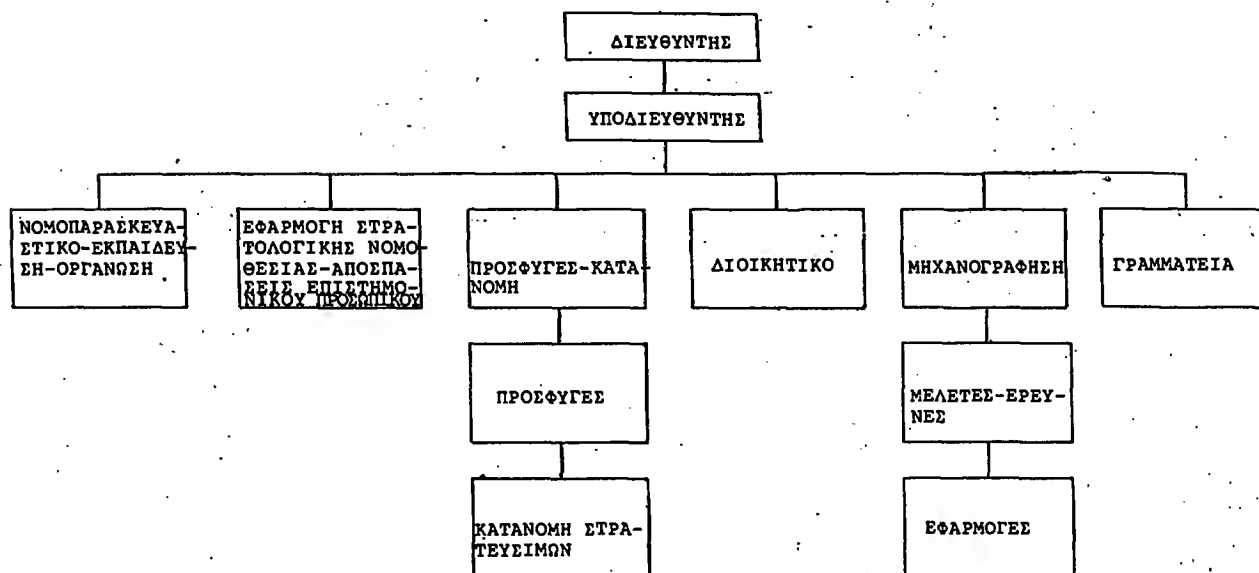 ΔΙΕΥΘΥΝΤΗΣ
ΥΠΟΔΙΕΥΘΥΝΤΗΣ
ΝΟΜΟΠΑΡΑΣΚΕΥΑ-
ΣΤΙΚΟ-ΕΚΠΑΙΔΕΥ-
ΣΗ-ΟΡΓΑΝΩΣΗ
ΕΦΑΡΜΟΓΗ ΣΤΡΑ-
ΤΟΛΟΓΙΚΗΣ ΝΟΜΟ-
ΘΕΣΙΑΣ-ΑΠΟΣΠΑ-
ΣΕΙΣ ΕΠΙΣΤΗΜΟ-
ΝΙΚΟΥ ΠΡΟΣΩΠΙΚΟΥ
ΠΡΟΣΦΥΓΕΣ-ΚΑΤΑ-
ΝΟΜΗ
ΔΙΟΙΚΗΤΙΚΟ
ΜΗΧΑΝΟΓΡΑΦΗΣΗ
ΓΡΑΜΜΑΤΕΙΑ
ΠΡΟΣΦΥΓΕΣ
ΜΕΛΕΤΕΣ-ΕΡΕΥ-
ΝΕΣ
ΚΑΤΑΝΟΜΗ ΣΤΡΑ-
ΤΕΥΣΙΜΩΝ
ΕΦΑΡΜΟΓΕΣ